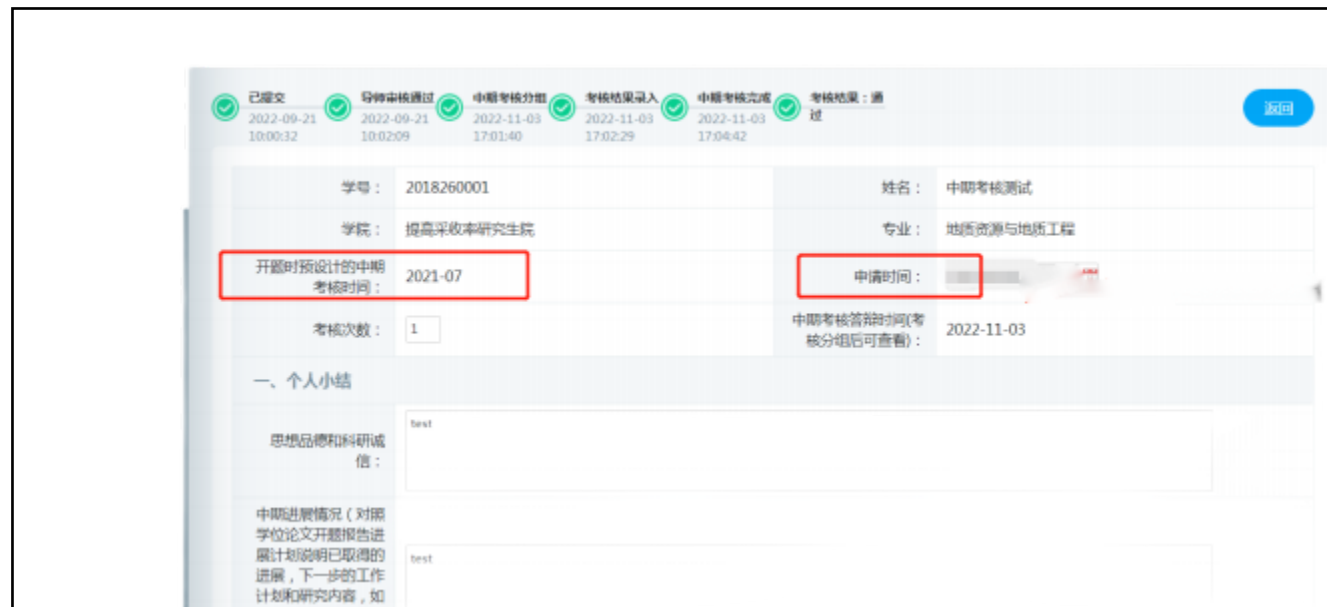 已提交 导师审核通过 中期考核分组 考核结果录入 中期考核完成 考核结果：通
2022-09-21 2022-09-21 2022-11-03 2022-11-03 2022-11-03 过
10:00:32 10:02:09 17:01:40 17:02:29 17:04:42
返回
学号： 2018260001 姓名： 中期考核测试
学院： 提高采收率研究生院 专业： 地质资源与地质工程
开题时预设计的中期
考核时间： 2021-07 申请时间：
考核次数： 1 中期考核答辩时间(考
核分组后可查看)： 2022-11-03
一、个人小结
思想品德和科研诚
信：
test
中期进展情况（对照
学位论文开题报告进
展计划说明已取得的
进展，下一步的工作
计划和研究内容，如
test